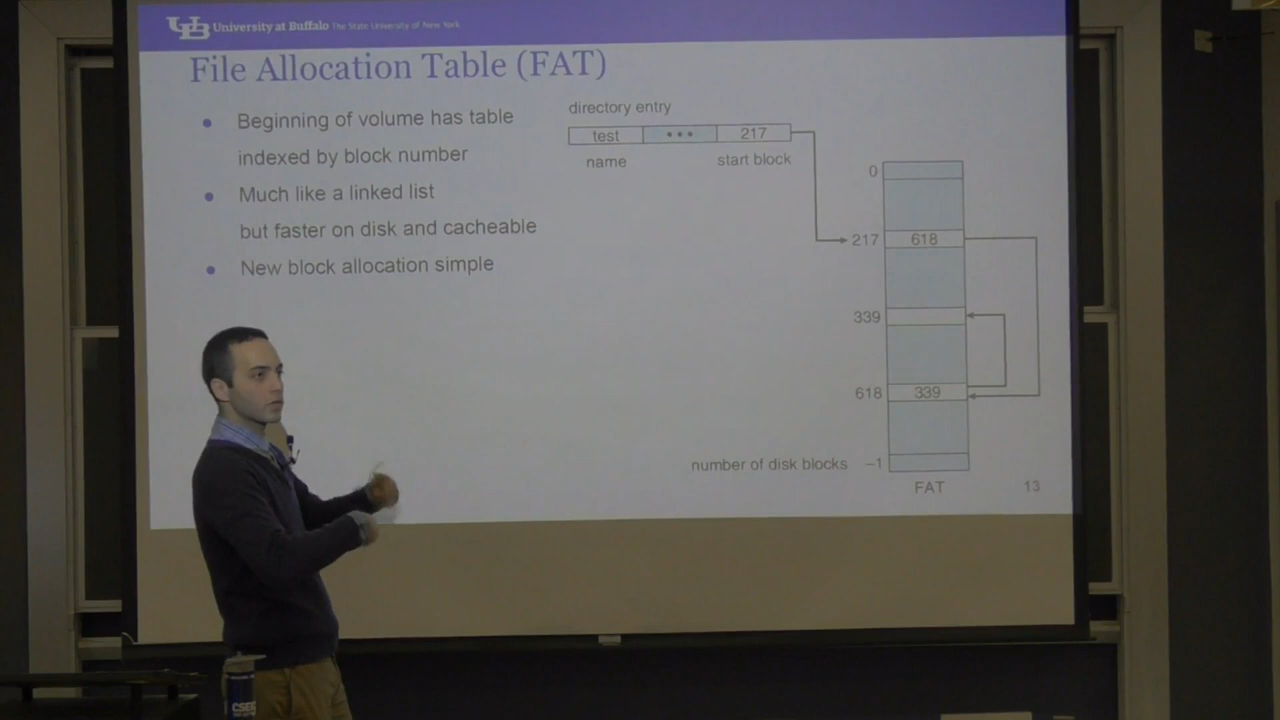 UB University at Buffalo The State University of New York
File Allocation Table (FAT)
● Beginning of volume has table
indexed by block number
● Much like a linked list
but faster on disk and cacheable
● New block allocation simple
directory entry
test ••• 217
name start block
0
217 618
339
618 339
number of disk blocks –1
FAT
13
CSE